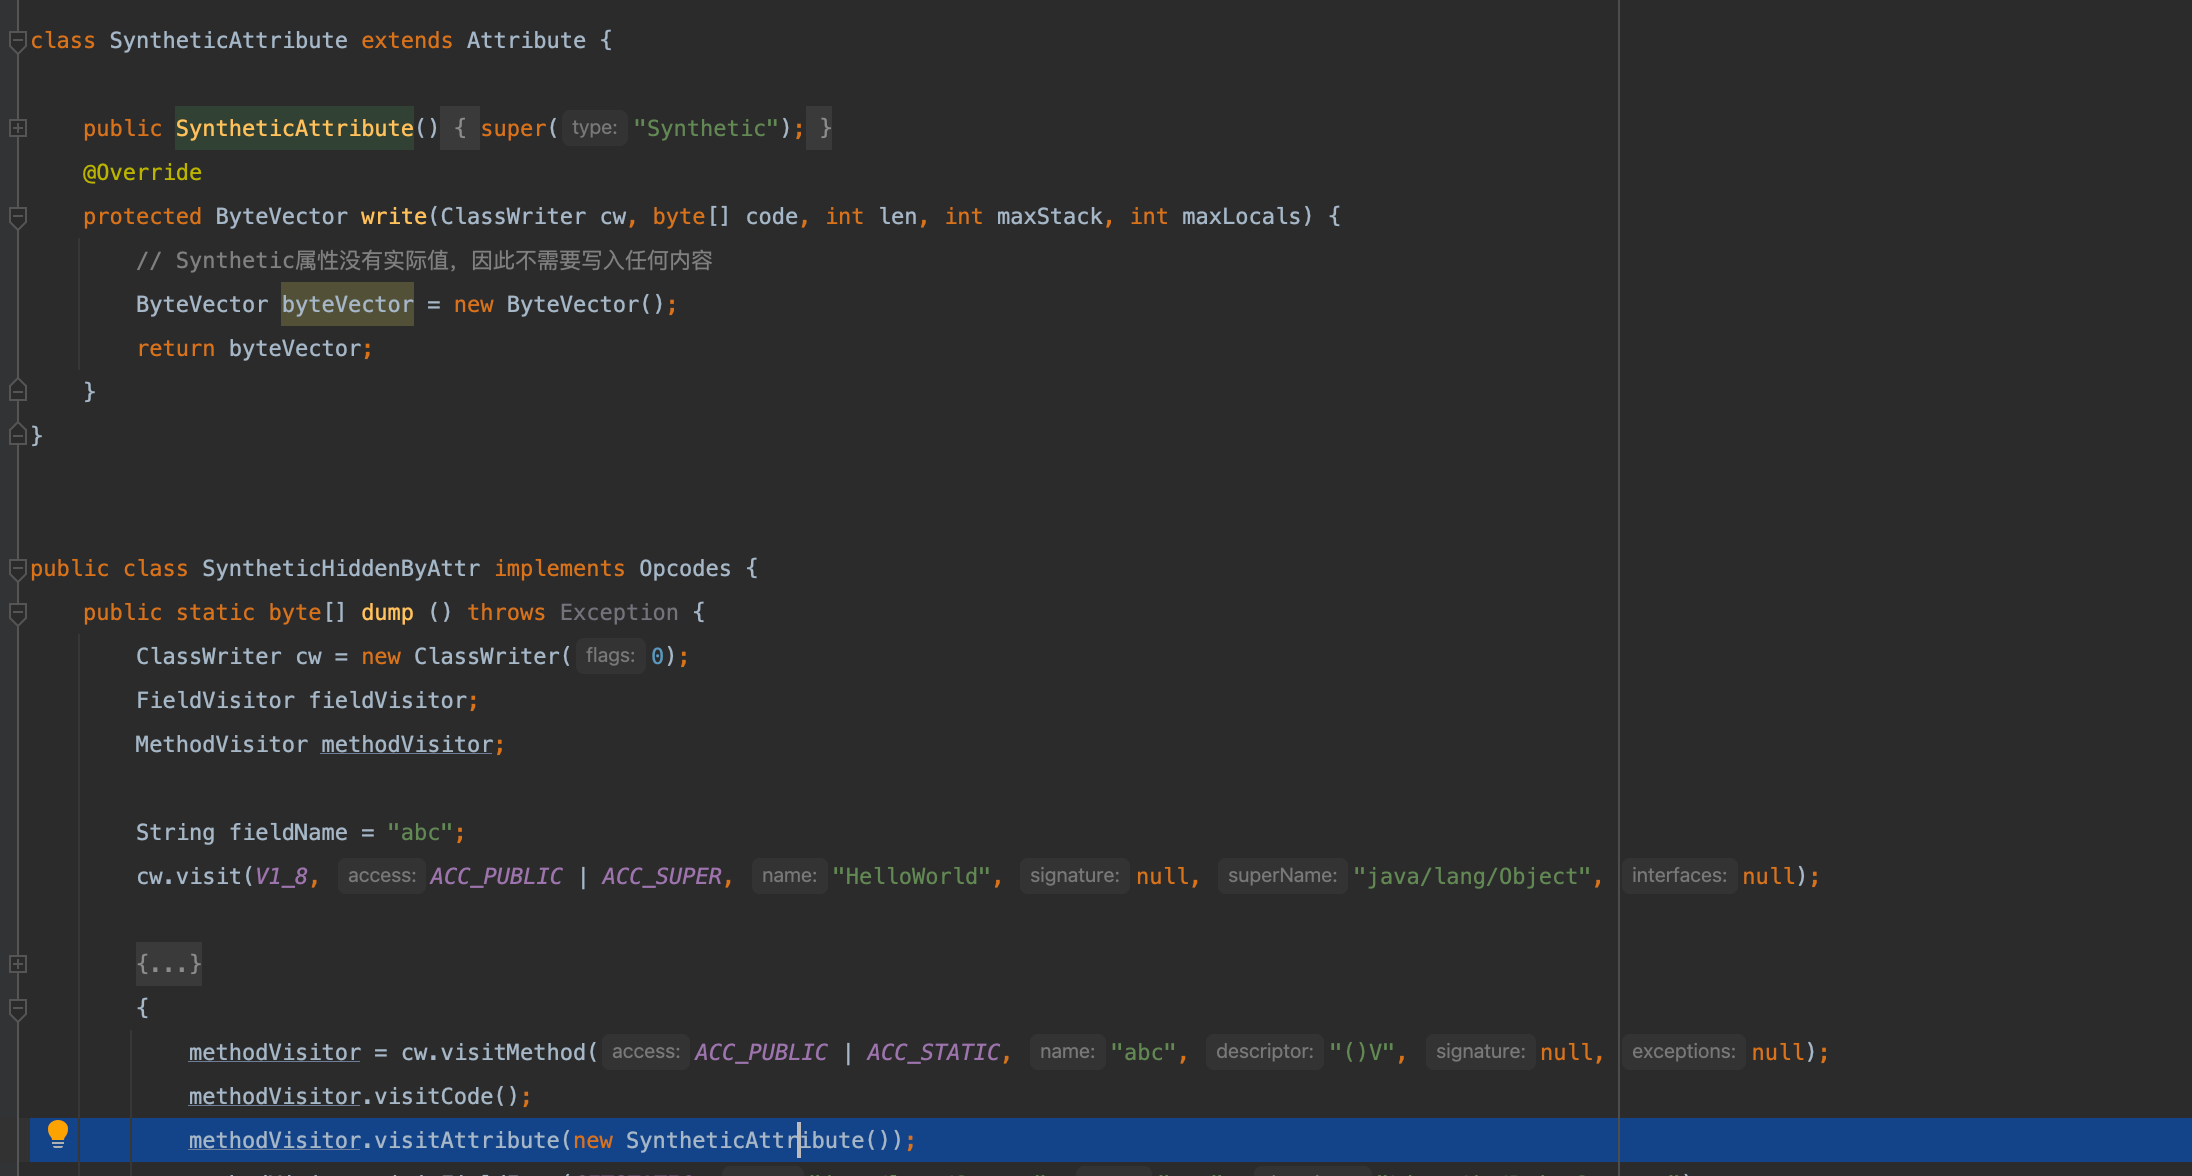 class SyntheticAttribute extends Attribute {
public SyntheticAttribute() { super( type: "Synthetic"); }
@Override
protected ByteVector write(ClassWriter cw, byte[] code, int len, int maxStack, int maxLocals) {
// Synthetic属性没有实际值，因此不需要写入任何内容
ByteVector byteVector = new ByteVector();
return byteVector;
}
}
public class SyntheticHiddenByAttr implements Opcodes {
public static byte[] dump () throws Exception {
ClassWriter cw = new ClassWriter( flags: 0);
FieldVisitor fieldVisitor;
MethodVisitor methodVisitor;
String fieldName = "abc";
cw.visit(V1_8, access: ACC_PUBLIC | ACC_SUPER, name: "HelloWorld", signature: null, superName: "java/lang/Object", interfaces: null);
{...}
{
methodVisitor = cw.visitMethod( access: ACC_PUBLIC | ACC_STATIC, name: "abc", descriptor: "()V", signature: null, exceptions: null);
methodVisitor.visitCode();
methodVisitor.visitAttribute(new SyntheticAttribute());